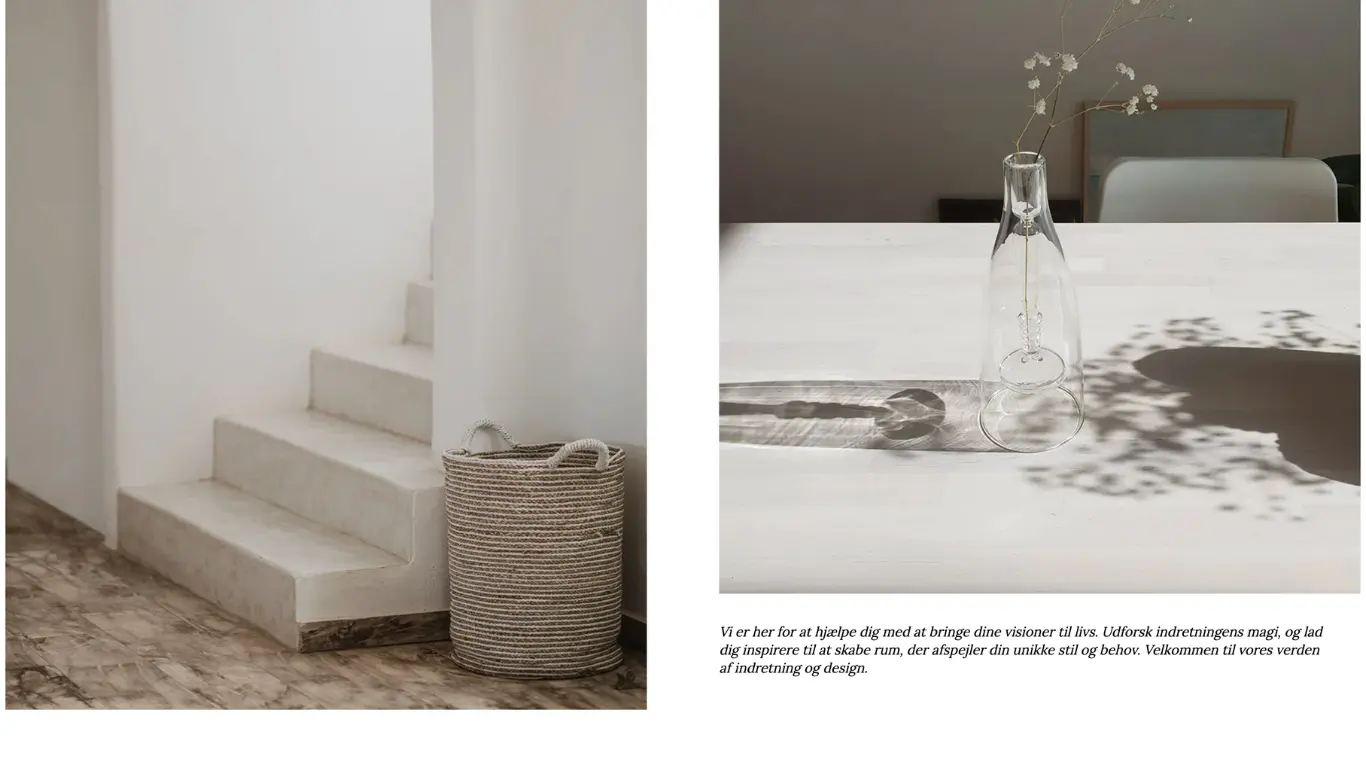 Vi er her for at hjælpe dig med at bringe dine visioner til livs. Udforsk indretningens magi, og lad
dig inspirere til at skabe rum, der afspejler din unikke stil og behov. Velkommen til vores verden
af indretning og design.